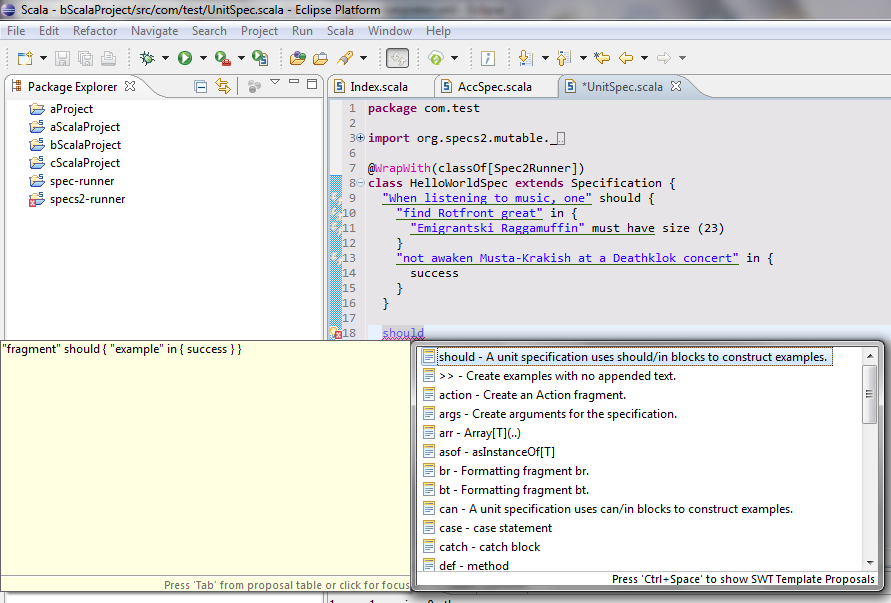 Scala - bScalaProject/src/com/test/UnitSpec.scala - Eclipse Platform
File Edit Refactor Navigate Search Project Run Scala Window Help
Package Explorer
Index.scala
AccSpec.scala
*UnitSpec.scala
aProject
aScalaProject
bScalaProject
cScalaProject
spec-runner
specs2-runner
1 package com.test
2
3 import org.specs2.mutable._
6
7 @WrapWith(classOf[Spec2Runner])
8 class HelloWorldSpec extends Specification {
9 "When listening to music, one" should {
10 "find Rotfront great" in {
11 "Emigrantski Raggamuffin" must have size (23)
12 }
13 "not awaken Musta-Krakish at a Deathklok concert" in {
14 success
15 }
16 }
17
18 should
"fragment" should { "example" in { success } }
Press 'Tab' from proposal table or click for focus
should - A unit specification uses should/in blocks to construct examples.
>> - Create examples with no appended text.
action - Create an Action fragment.
args - Create arguments for the specification.
arr - Array[T](..)
asof - asInstanceOf[T]
br - Formatting fragment br.
bt - Formatting fragment bt.
can - A unit specification uses can/in blocks to construct examples.
case - case statement
catch - catch block
def - method
Press 'Ctrl+Space' to show SWT Template Proposals